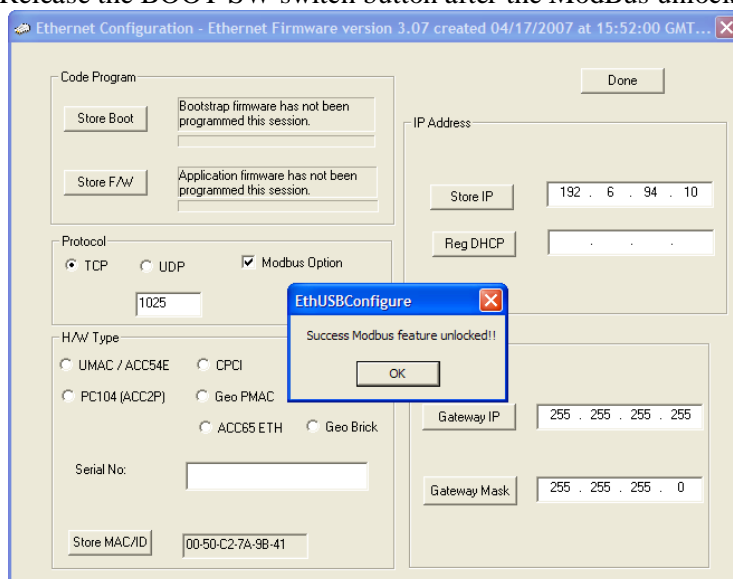 Release the BOOT SW switch button after the ModBus unlock
Ethernet Configuration - Ethernet Firmware version 3.07 created 04/17/2007 at 15:52:00 GMT...
Code Program
Store Boot
Bootstrap firmware has not been
programmed this session.
Store F/W
Application firmware has not been
programmed this session.
Done
IP Address
Store IP
192 . 6 . 94 . 10
Reg DHCP
. . .
Protocol
TCP
UDP
Modbus Option
1025
EthUSBConfigure
Success Modbus feature unlocked!!
OK
H/W Type
UMAC / ACC54E
CPCI
PC104 (ACC2P)
Geo PMAC
ACC65 ETH
Geo Brick
Serial No:
Store MAC/ID
00-50-C2-7A-9B-41
Gateway IP
255 . 255 . 255 . 255
Gateway Mask
255 . 255 . 255 . 0